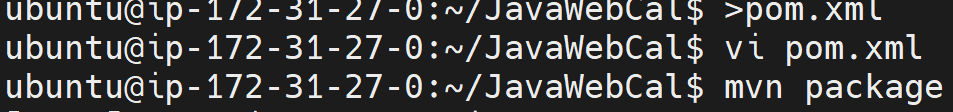 ubuntu@ip-172-31-27-0:~/JavaWebCal$ >pom.xml
ubuntu@ip-172-31-27-0:~/JavaWebCal$ vi pom.xml
ubuntu@ip-172-31-27-0:~/JavaWebCal$ mvn package